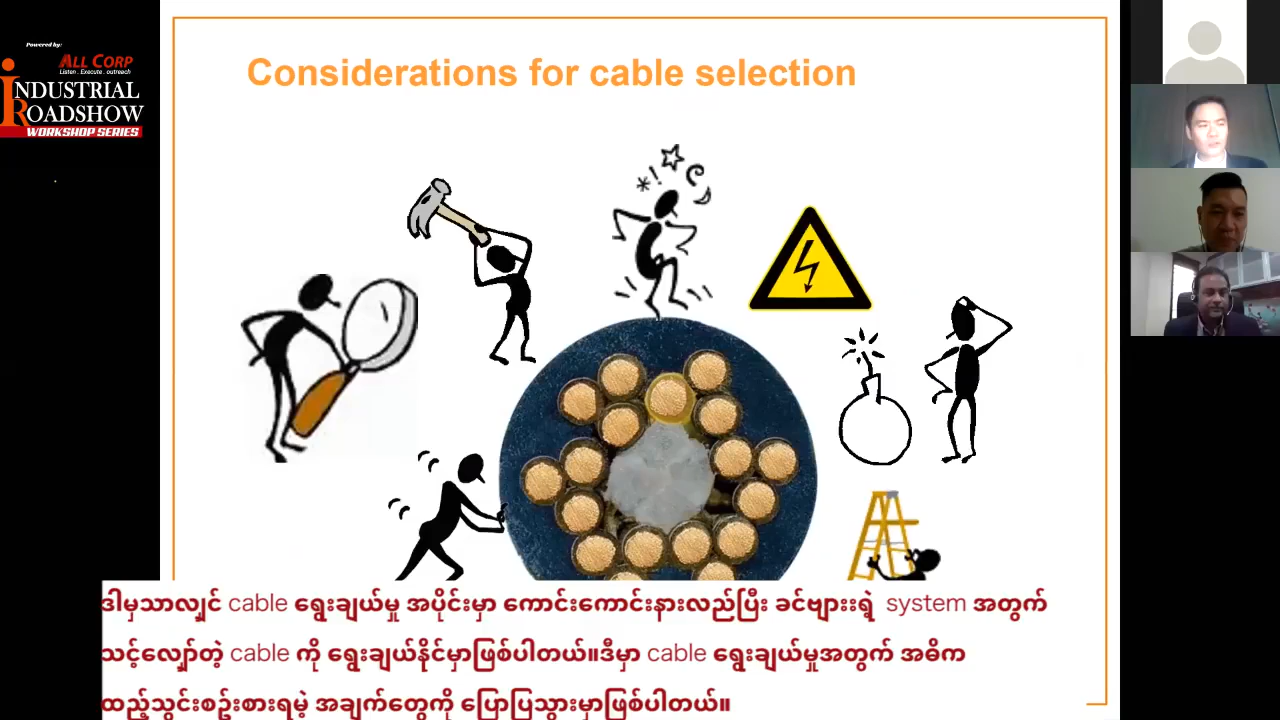 Powered by:
ALL CORP
Listen . Execute . outreach
INDUSTRIAL
ROADSHOW
WORKSHOP SERIES
Considerations for cable selection
ဒါမှသာလျှင် cable ရွေးချယ်မှု အပိုင်းမှာ ကောင်းကောင်းနားလည်ပြီး ခင်ဗျားးရဲ့ system အတွက်
သင့်လျှော်တဲ့ cable ကို ရွေးချယ်နိုင်မှာဖြစ်ပါတယ်။ဒီမှာ cable ရွေးချယ်မှုအတွက် အဓိက
ထည့်သွင်းစဥ်းစားရမဲ့ အချက်တွေကို ပြောပြသွားမှာဖြစ်ပါတယ်။